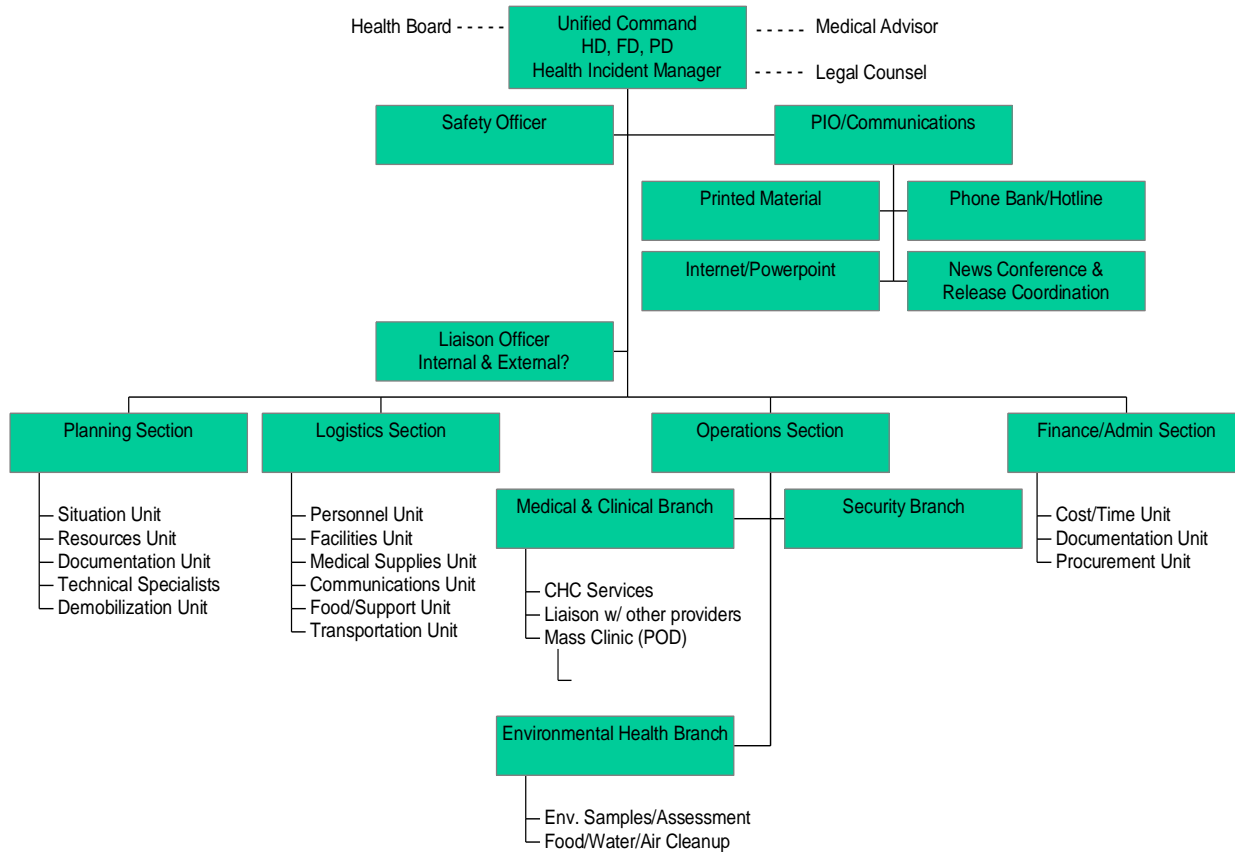 Health Board
Unified Command
HD, FD, PD
Health Incident Manager
Medical Advisor
Legal Counsel
Safety Officer
PIO/Communications
Printed Material
Phone Bank/Hotline
Internet/Powerpoint
News Conference &
Release Coordination
Liaison Officer
Internal & External?
Planning Section
Situation Unit
Resources Unit
Documentation Unit
Technical Specialists
Demobilization Unit
Logistics Section
Personnel Unit
Facilities Unit
Medical Supplies Unit
Communications Unit
Food/Support Unit
Transportation Unit
Operations Section
Medical & Clinical Branch
CHC Services
Liaison w/ other providers
Mass Clinic (POD)
Security Branch
Environmental Health Branch
Env. Samples/Assessment
Food/Water/Air Cleanup
Finance/Admin Section
Cost/Time Unit
Documentation Unit
Procurement Unit